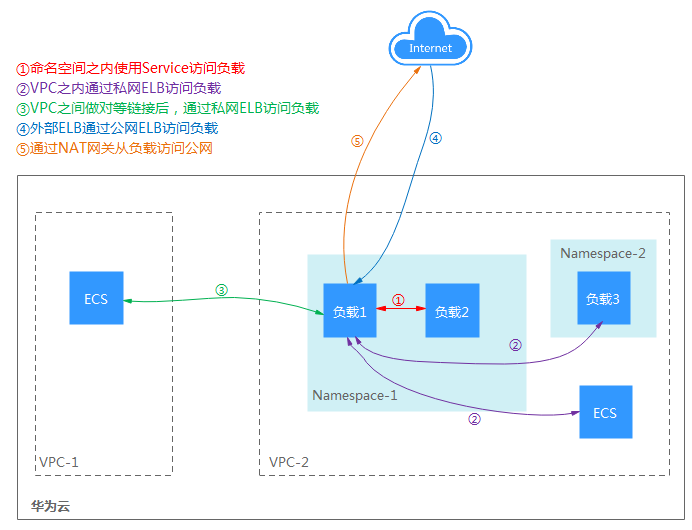 Internet
①命名空间之内使用Service访问负载
②VPC之内通过私网ELB访问负载
③VPC之间做对等链接后，通过私网ELB访问负载
④外部ELB通过公网ELB访问负载
⑤通过NAT网关从负载访问公网
⑤
④
Namespace-2
ECS
③
负载1
①
负载2
负载3
②
Namespace-1
②
ECS
VPC-1
VPC-2
华为云